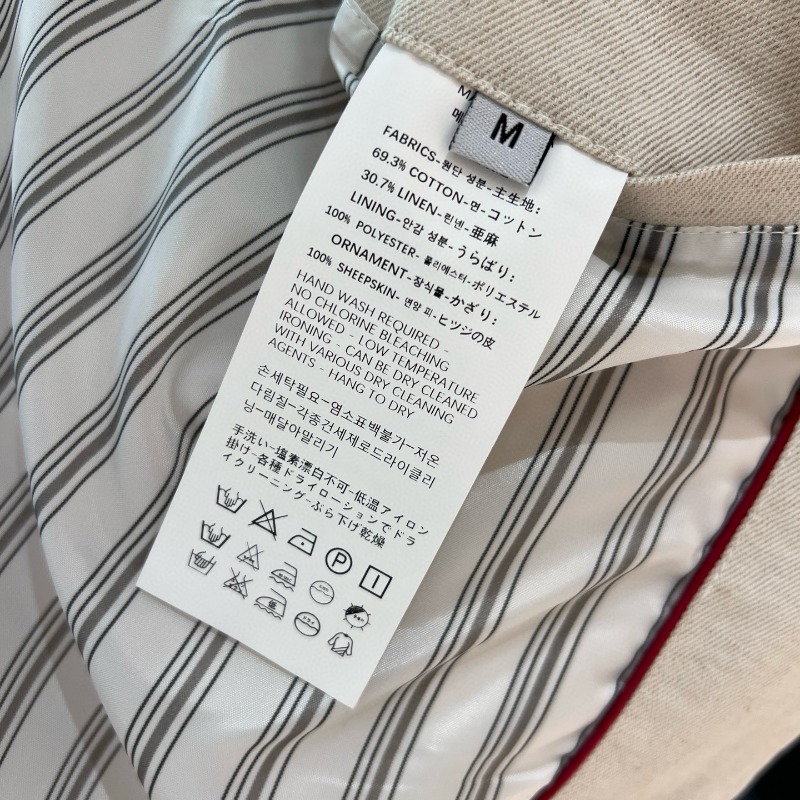 M
FABRICS-원단 성분-主生地:
69.3% COTTON-면-コットン
30.7% LINEN-린넨-亜麻
LINING-안감 성분-うらばり:
100% POLYESTER-폴리에스터-ポリエステル
ORNAMENT-장식물-かざり:
100% SHEEPSKIN-면양 피-ヒツジの皮
HAND WASH REQUIRED -
NO CHLORINE BLEACHING
ALLOWED - LOW TEMPERATURE
IRONING - CAN BE DRY CLEANED
WITH VARIOUS DRY CLEANING
AGENTS - HANG TO DRY
손세탁필요-염소표백불가-저온
다림질-각종건세제로드라이클리
닝-매달아말리기
手洗い-塩素漂白不可-低温アイロン
掛け-各種ドライローションでドラ
イクリーニング-ぶら下げ乾燥
P